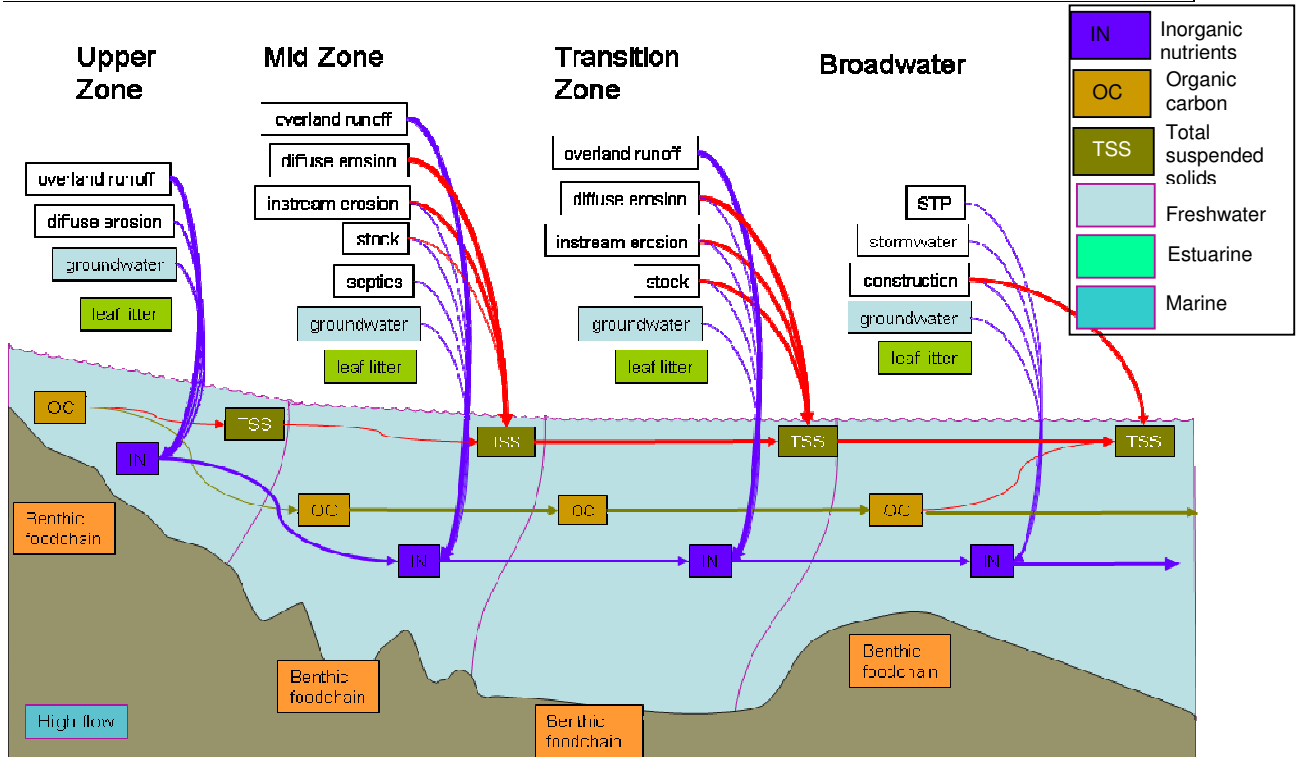 Upper
Zone
Mid Zone
Transition
Zone
Broadwater
IN
Inorganic
nutrients
OC
Organic
carbon
TSS
Total
suspended
solids
Freshwater
Estuarine
Marine
overland runoff
diffuse erosion
groundwater
leaf litter
overland runoff
diffuse erosion
instream erosion
stock
septics
groundwater
leaf litter
overland runoff
diffuse erosion
instream erosion
stock
groundwater
leaf litter
STP
stormwater
construction
groundwater
leaf litter
OC
TSS
IN
TSS
TSS
TSS
OC
OC
OC
IN
IN
IN
Benthic
foodchain
Benthic
foodchain
Benthic
foodchain
Benthic
foodchain
High flow